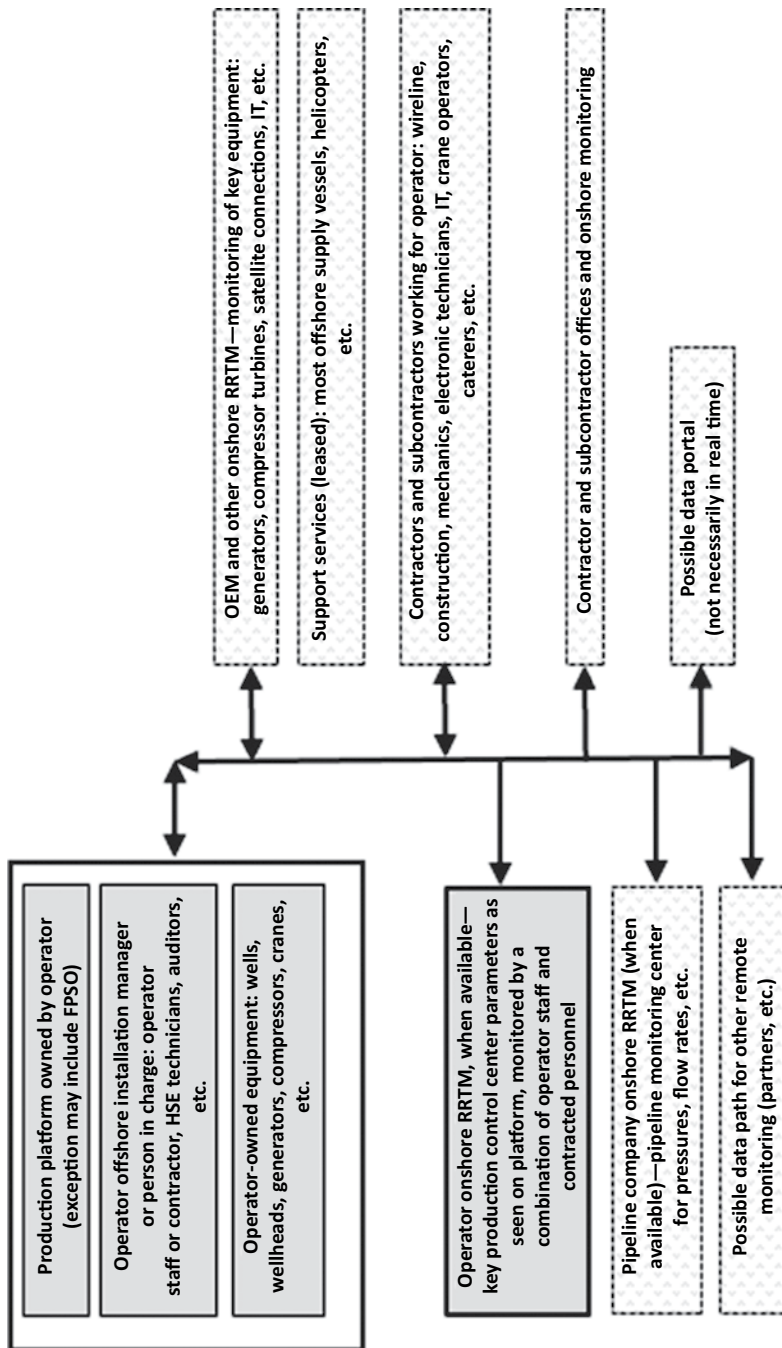 Production platform owned by operator
(exception may include FPSO)
Operator offshore installation manager
or person in charge: operator
staff or contractor, HSE technicians, auditors,
etc.
Operator-owned equipment: wells,
wellheads, generators, compressors, cranes,
etc.
Operator onshore RRTM, when available—
key production control center parameters as
seen on platform, monitored by a
combination of operator staff and
contracted personnel
Pipeline company onshore RRTM (when
available)—pipeline monitoring center
for pressures, flow rates, etc.
Possible data path for other remote
monitoring (partners, etc.)
OEM and other onshore RRTM—monitoring of key equipment:
generators, compressor turbines, satellite connections, IT, etc.
Support services (leased): most offshore supply vessels, helicopters,
etc.
Contractors and subcontractors working for operator: wireline,
construction, mechanics, electronic technicians, IT, crane operators,
caterers, etc.
Contractor and subcontractor offices and onshore monitoring
Possible data portal
(not necessarily in real time)